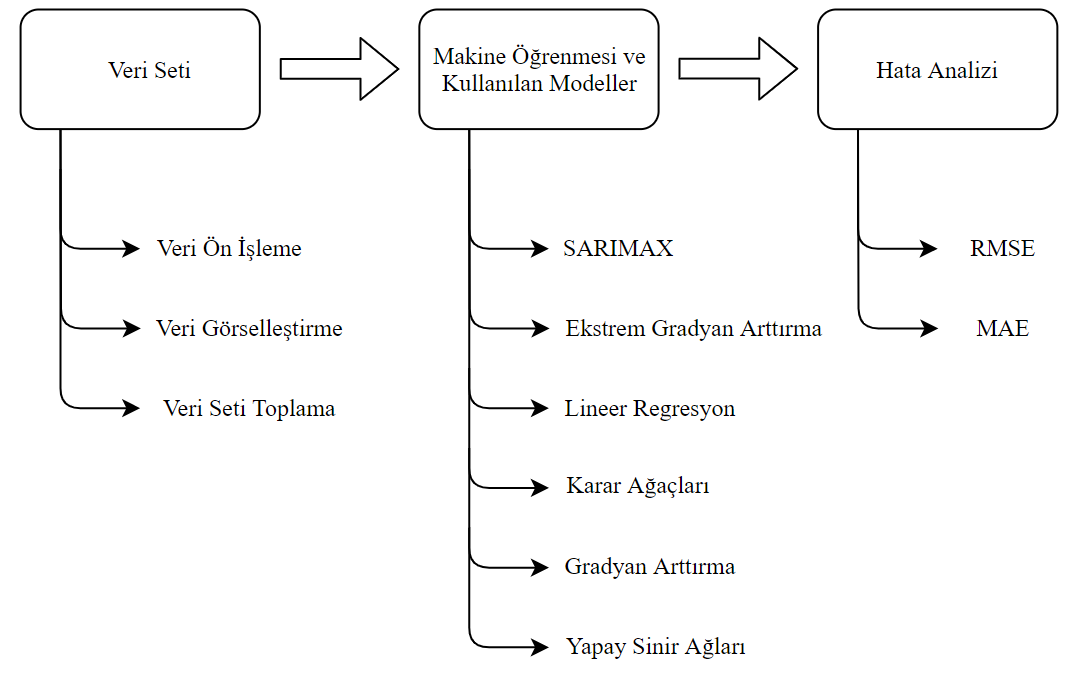 Veri Seti
Makine Öğrenmesi ve
Kullanılan Modeller
Hata Analizi
Veri Ön İşleme
Veri Görselleştirme
Veri Seti Toplama
SARIMAX
Ekstrem Gradyan Arttırma
Lineer Regresyon
Karar Ağaçları
Gradyan Arttırma
Yapay Sinir Ağları
RMSE
MAE